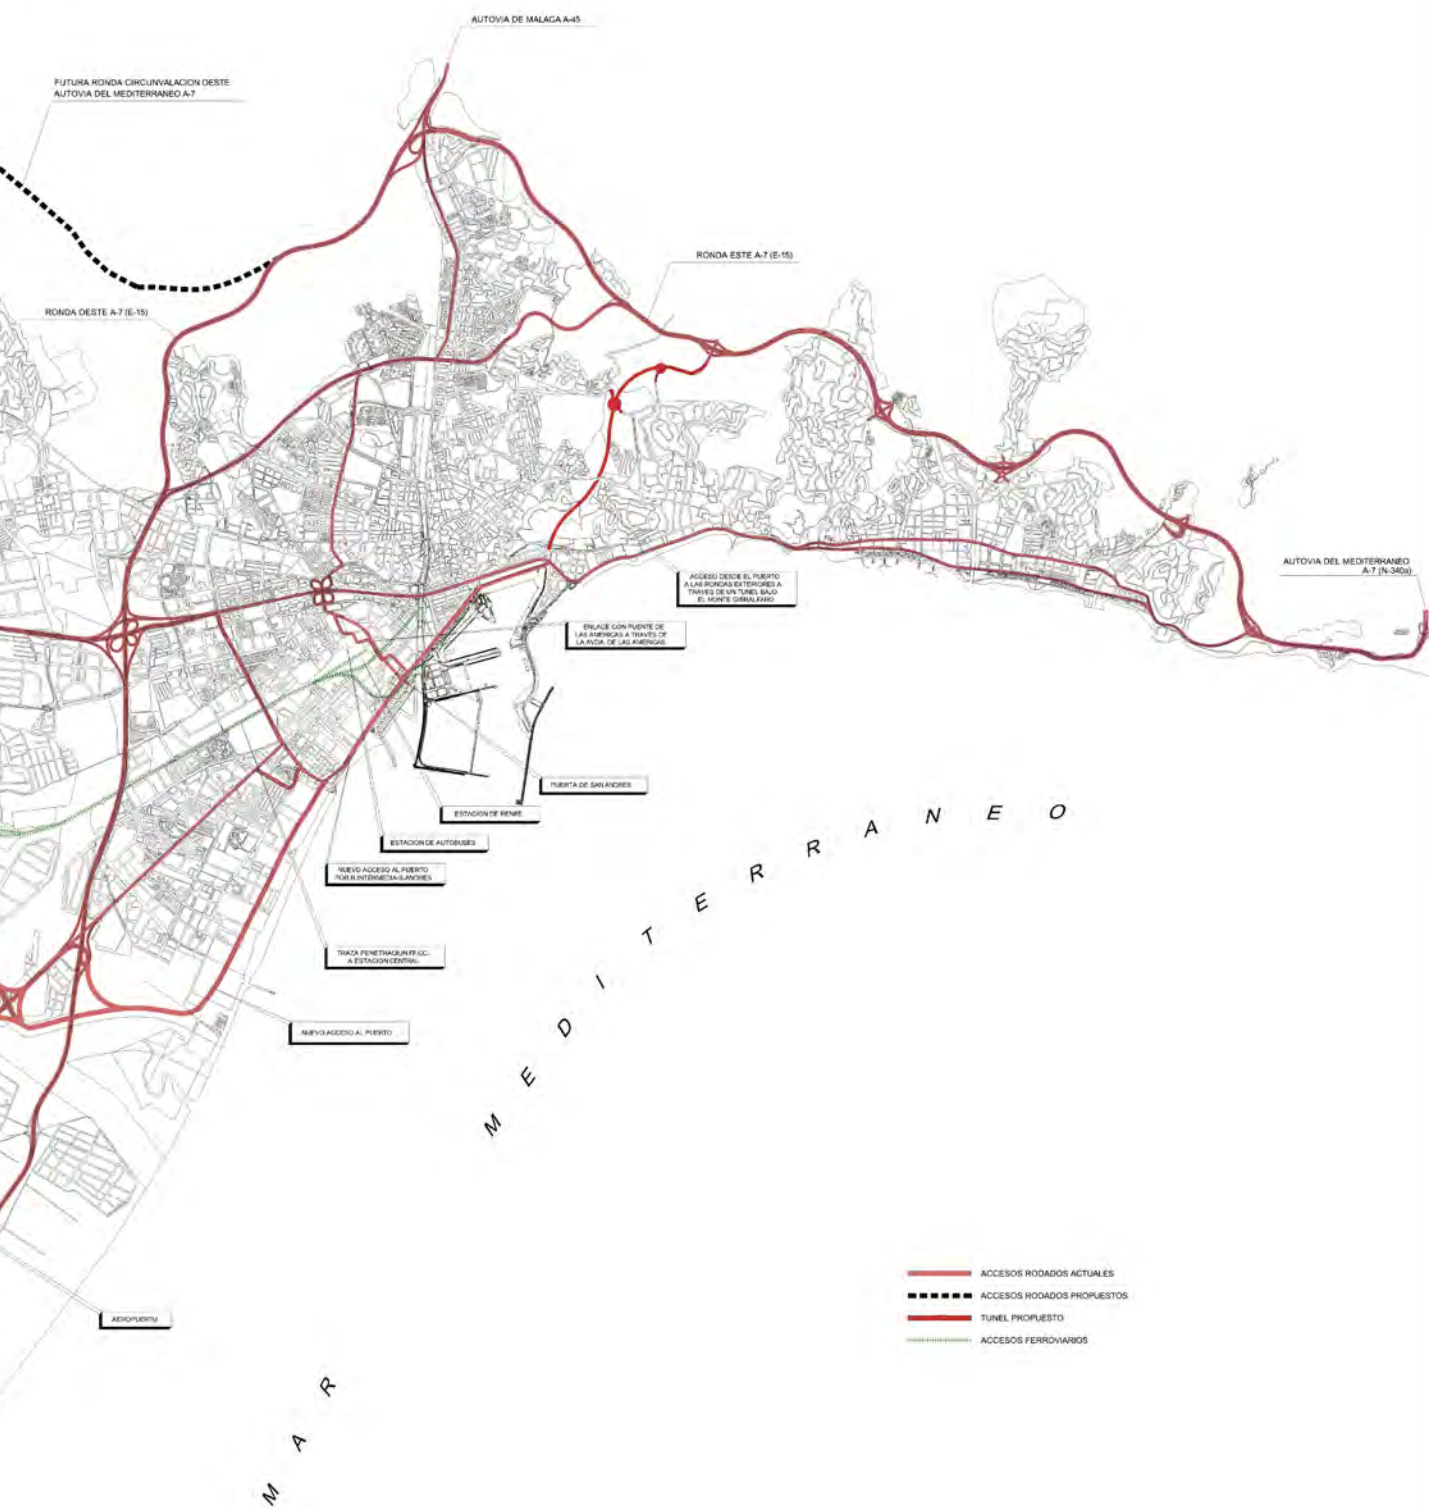 AUTOVIA DE MALAGA A-45
FUTURA RONDA CIRCUNVALACION OESTE
AUTOVIA DEL MEDITERRANEO A-7
RONDA ESTE A-7 (E-15)
RONDA OESTE A-7 (E-15)
AUTOVIA DEL MEDITERRANEO
A-7 (N-340a)
ACCESO DESDE EL PUERTO
A LAS RONDAS EXTERIORES A
TRAVES DE UN TUNEL BAJO
EL MONTE GIBRALFARO
ENLACE CON PUENTE DE
LAS AMERICAS A TRAVES DE
LA AVDA. DE LAS AMERICAS
PUERTA DE SAN ANDRES
ESTACION DE RENFE
ESTACION DE AUTOBUSES
NUEVO ACCESO AL PUERTO
TRAZA PENETRACION FF.CC.
A ESTACION CENTRAL
NUEVO ACCESO AL PUERTO
AEROPUERTO
MAR MEDITERRANEO
ACCESOS RODADOS ACTUALES
ACCESOS RODADOS PROPUESTOS
TUNEL PROPUESTO
ACCESOS FERROVIARIOS